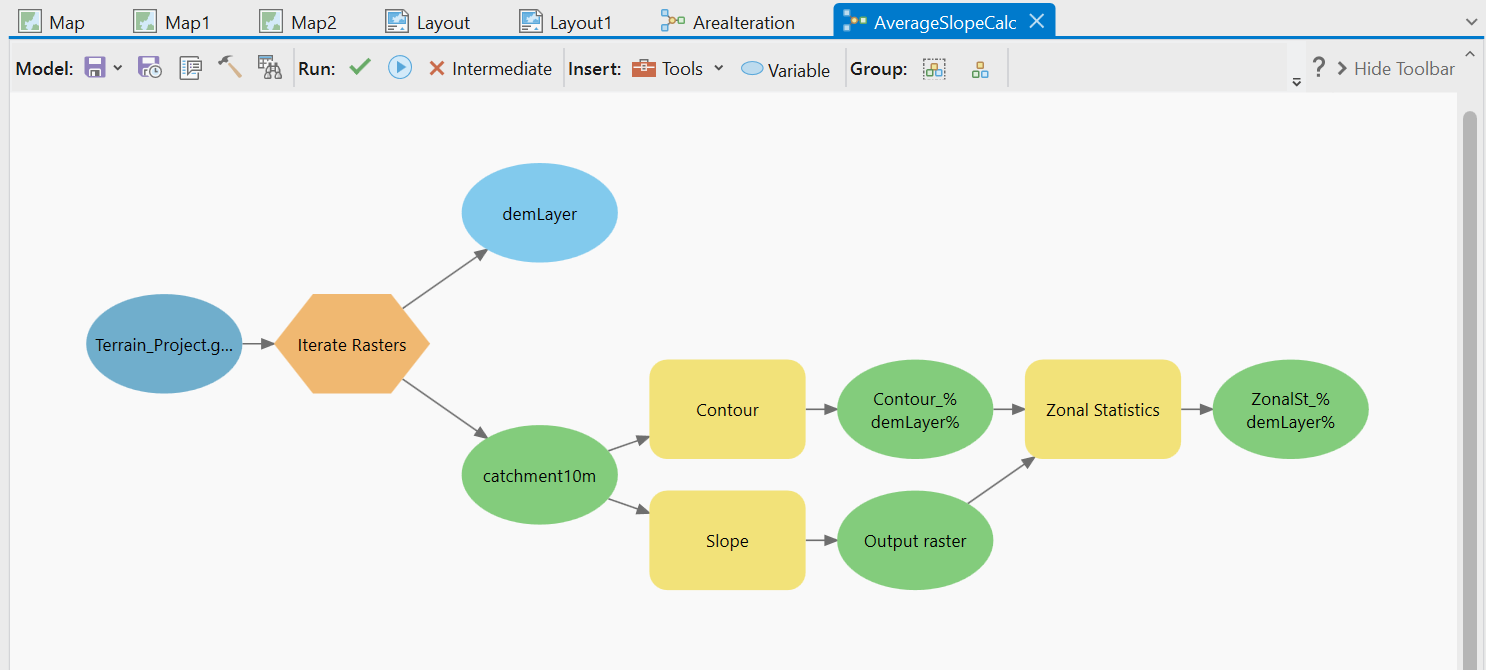 Map Map1 Map2 Layout Layout1 AreaIteration AverageSlopeCalc
Model: Run: Intermediate Insert: Tools Variable Group: ? Hide Toolbar
demLayer
Terrain_Project.g...
Iterate Rasters
catchment10m
Contour
Contour_%
demLayer%
Zonal Statistics
ZonalSt_%
demLayer%
Slope
Output raster